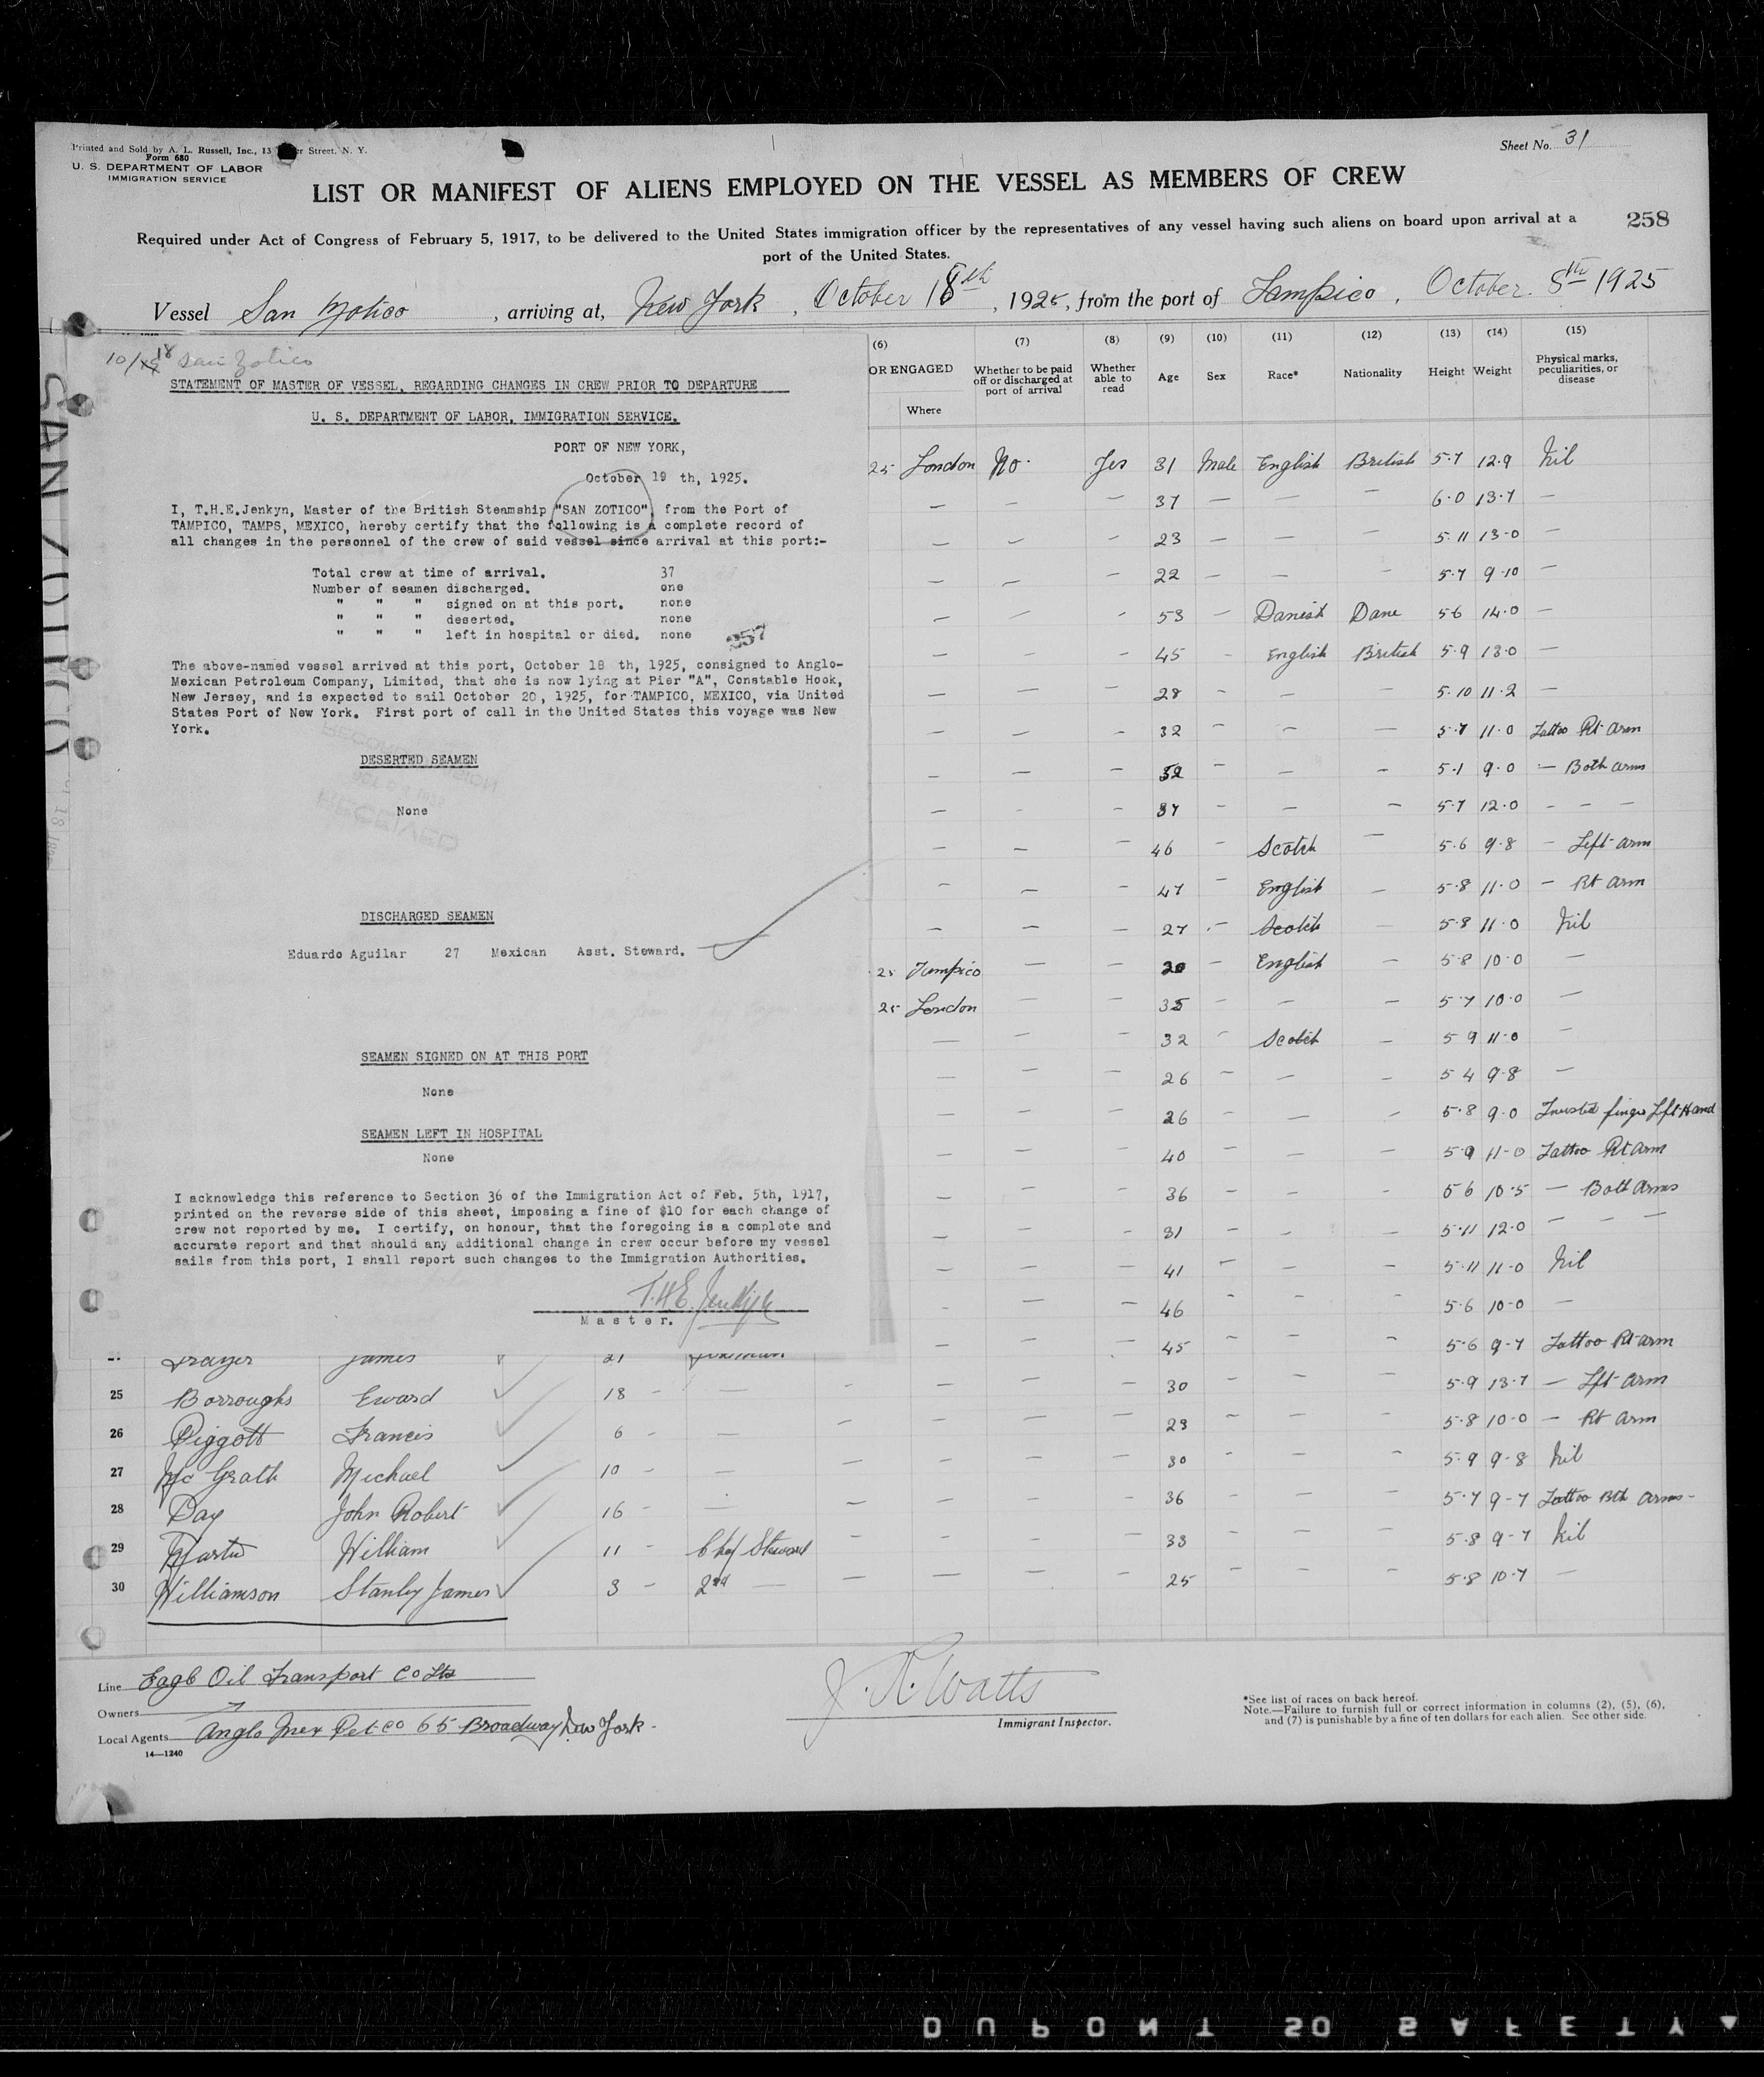 Printed and Sold by A. L. Russell, Inc., 13 Street, N. Y.
Form 680
U. S. DEPARTMENT OF LABOR
IMMIGRATION SERVICE
Sheet No. 31
LIST OR MANIFEST OF ALIENS EMPLOYED ON THE VESSEL AS MEMBERS OF CREW
258
Required under Act of Congress of February 5, 1917, to be delivered to the United States immigration officer by the representatives of any vessel having such aliens on board upon arrival at a
port of the United States.
Vessel San Zotico, arriving at, New York, October 18th, 1925, from the port of Tampico, October 8th 1925
SAN ZOTICO
10/18 San Zotico
STATEMENT OF MASTER OF VESSEL, REGARDING CHANGES IN CREW PRIOR TO DEPARTURE
U. S. DEPARTMENT OF LABOR, IMMIGRATION SERVICE.
PORT OF NEW YORK,
October 19 th, 1925.
I, T.H.E.Jenkyn, Master of the British Steamship "SAN ZOTICO", from the Port of
TAMPICO, TAMPS, MEXICO, hereby certify that the following is a complete record of
all changes in the personnel of the crew of said vessel since arrival at this port:-
Total crew at time of arrival. 37
Number of seamen discharged. one
" " " signed on at this port. none
" " " deserted. none
" " " left in hospital or died. none
257
The above-named vessel arrived at this port, October 18 th, 1925, consigned to Anglo-
Mexican Petroleum Company, Limited, that she is now lying at Pier "A", Constable Hook,
New Jersey, and is expected to sail October 20, 1925, for TAMPICO, MEXICO, via United
States Port of New York. First port of call in the United States this voyage was New
York.
DESERTED SEAMEN
None
RECEIVED
DISCHARGED SEAMEN
Eduardo Aguilar 27 Mexican Asst. Steward.
SEAMEN SIGNED ON AT THIS PORT
None
SEAMEN LEFT IN HOSPITAL
None
I acknowledge this reference to Section 36 of the Immigration Act of Feb. 5th, 1917,
printed on the reverse side of this sheet, imposing a fine of $10 for each change of
crew not reported by me. I certify, on honour, that the foregoing is a complete and
accurate report and that should any additional change in crew occur before my vessel
sails from this port, I shall report such changes to the Immigration Authorities.
T.H.E. Jenkyn
Master.
(6) (7) (8) (9) (10) (11) (12) (13) (14) (15)
OR ENGAGED Where
Whether to be paid off or discharged at port of arrival
Whether able to read
Age Sex Race* Nationality Height Weight
Physical marks, peculiarities, or disease
25 London No. Yes 31 Male English British 5.7 12.9 Nil
— — — 37 — — — 6.0 13.7 —
— — — 23 — — — 5.11 13-0 —
— — — 22 — — — 5.7 9.10 —
— — — 53 — Danish Dane 5 6 14.0 —
— — — 45 — English British 5.9 13.0 —
— — — 28 — — — 5.10 11.2 —
— — — 32 — — — 5.7 11.0 Tattoo Rt Arm
— — — 32 — — — 5.1 9.0 — Both arms
— — — 37 — — — 5.7 12.0 — — —
— — — 46 — Scotch — 5.6 9.8 — Left arm
— — — 47 — English — 5.8 11.0 — Rt arm
— — — 27 — Scotch — 5.8 11.0 Nil
25 Tampico — — 20 — English — 5.8 10.0 —
25 London — — 35 — — — 5.7 10.0 —
— — — 32 — Scotch — 5 9 11.0 —
— — — 26 — — — 5 4 9.8 —
— — — 26 — — — 5.8 9.0 finger Lft Hand
— — — 40 — — — 5.9 11-0 Tattoo Rt Arm
— — — 36 — — — 5 6 10.5 — Both Arms
— — — 31 — — — 5.11 12.0 — — —
— — — 41 — — — 5.11 11-0 Nil
— — — 46 — — — 5.6 10-0 —
James 21 — — — 45 — — — 5.6 9-7 Tattoo Rt arm
25 Borroughs Eward 18 — — — — — 30 — — — 5.9 13.7 — Lft arm
26 Piggott Francis 6 — — — — — 23 — — — 5.8 10-0 — Rt arm
27 Mc Grath Michael 10 — — — — — 30 — — — 5.9 9-8 Nil
28 Day John Robert 16 — — — — — 36 — — — 5.7 9-7 Tattoo Bth Arms-
29 William 11 — Chef Steward — — — — 33 — — — 5.8 9-7 Nil
30 Williamson Stanley James 3 — 2nd — — — — — 25 — — — 5.8 10.7 —
Line Eagle Oil Transport Co Ltd
Owners
Local Agents Anglo Mex Pet Co 65 Broadway New York -
14—1240
J. R. Watts
Immigrant Inspector.
*See list of races on back hereof.
Note.—Failure to furnish full or correct information in columns (2), (5), (6),
and (7) is punishable by a fine of ten dollars for each alien. See other side.
DUPONT SO SAFETY